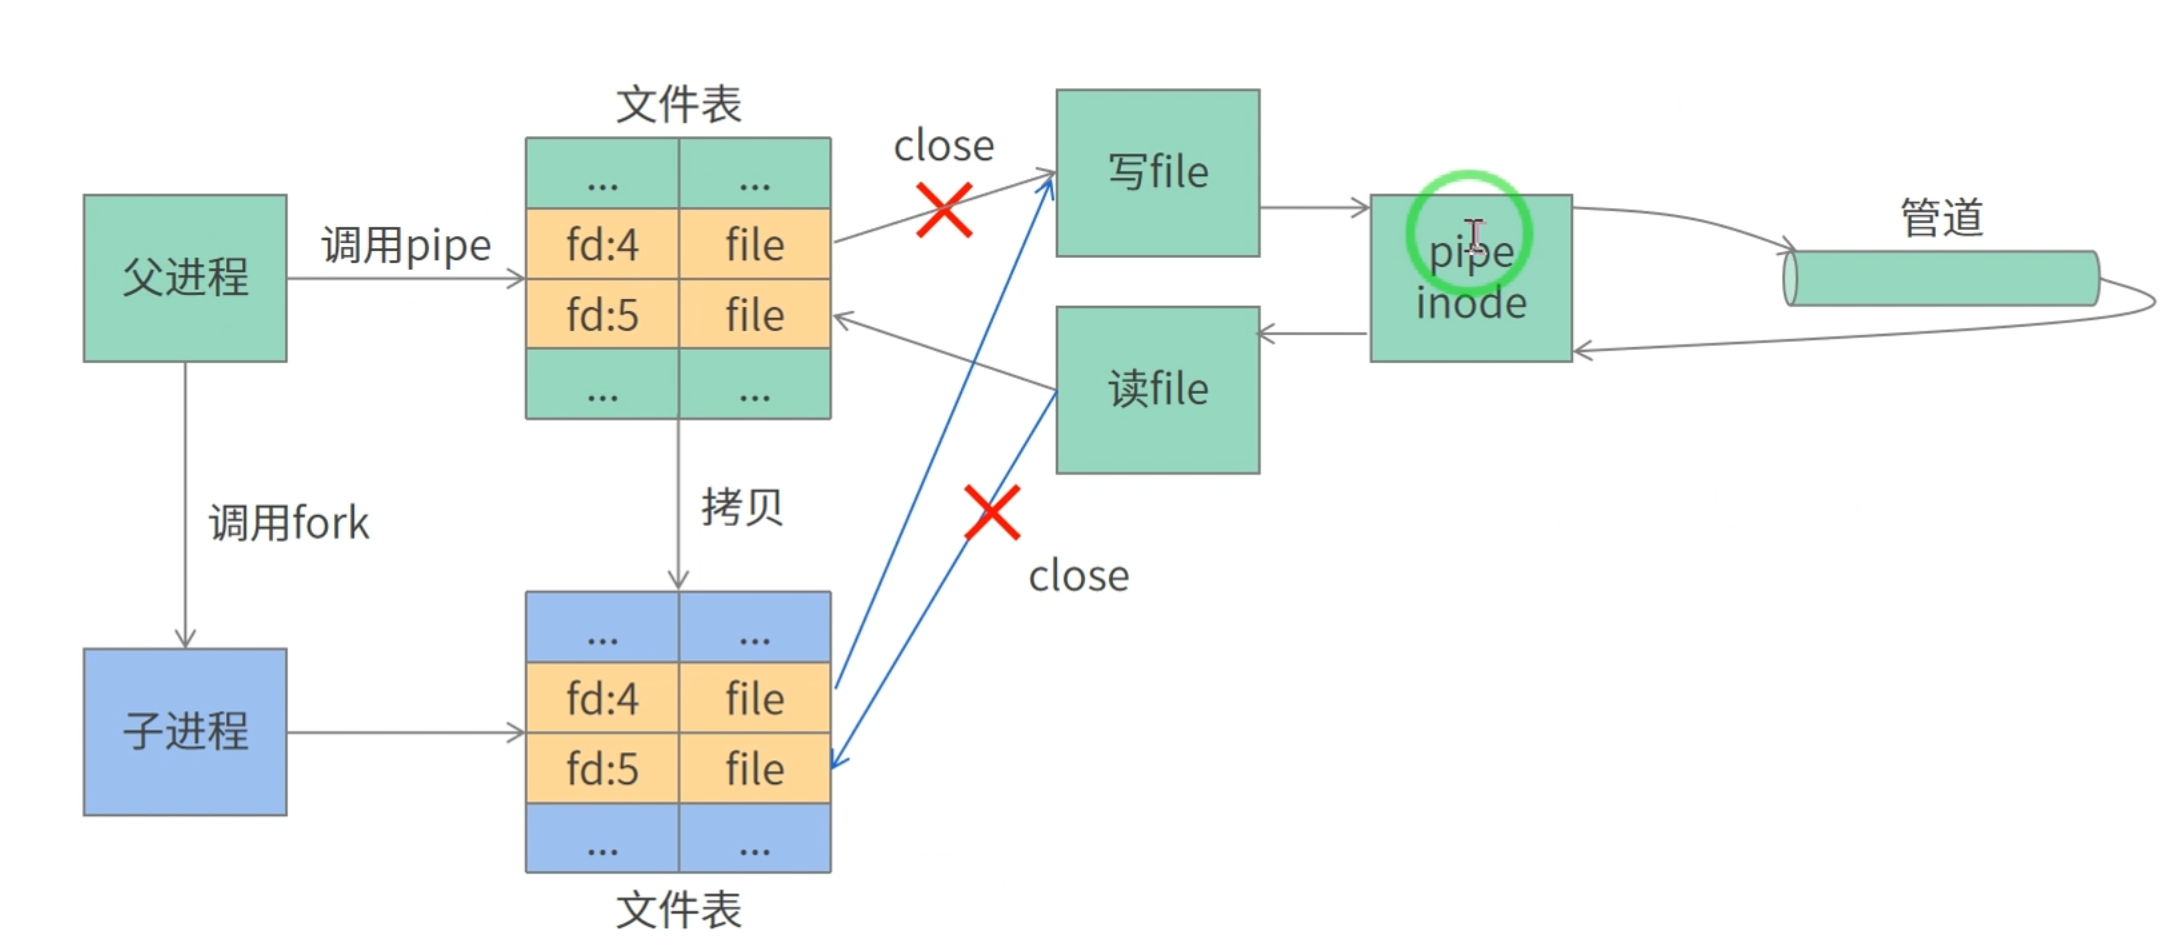 文件表
... ...
fd:4 file
fd:5 file
... ...
父进程
调用pipe
close
写file
读file
pipe
inode
管道
调用fork
拷贝
close
子进程
... ...
fd:4 file
fd:5 file
... ...
文件表